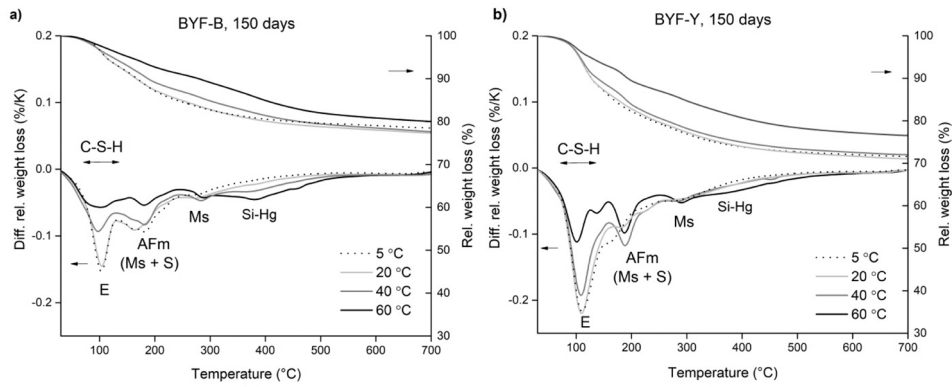 a)
BYF-B, 150 days
Diff. rel. weight loss (%/K)
0.2
0.1
0.0
-0.1
-0.2
C-S-H
E
AFm
(Ms + S)
Ms
Si-Hg
5 °C
20 °C
40 °C
60 °C
100
90
80
70
60
50
40
30
Rel. weight loss (%)
100 200 300 400 500 600 700
Temperature (°C)
b)
BYF-Y, 150 days
Diff. rel. weight loss (%/K)
0.2
0.1
0.0
-0.1
-0.2
C-S-H
E
AFm
(Ms + S)
Ms
Si-Hg
5 °C
20 °C
40 °C
60 °C
100
90
80
70
60
50
40
30
Rel. weight loss (%)
100 200 300 400 500 600 700
Temperature (°C)